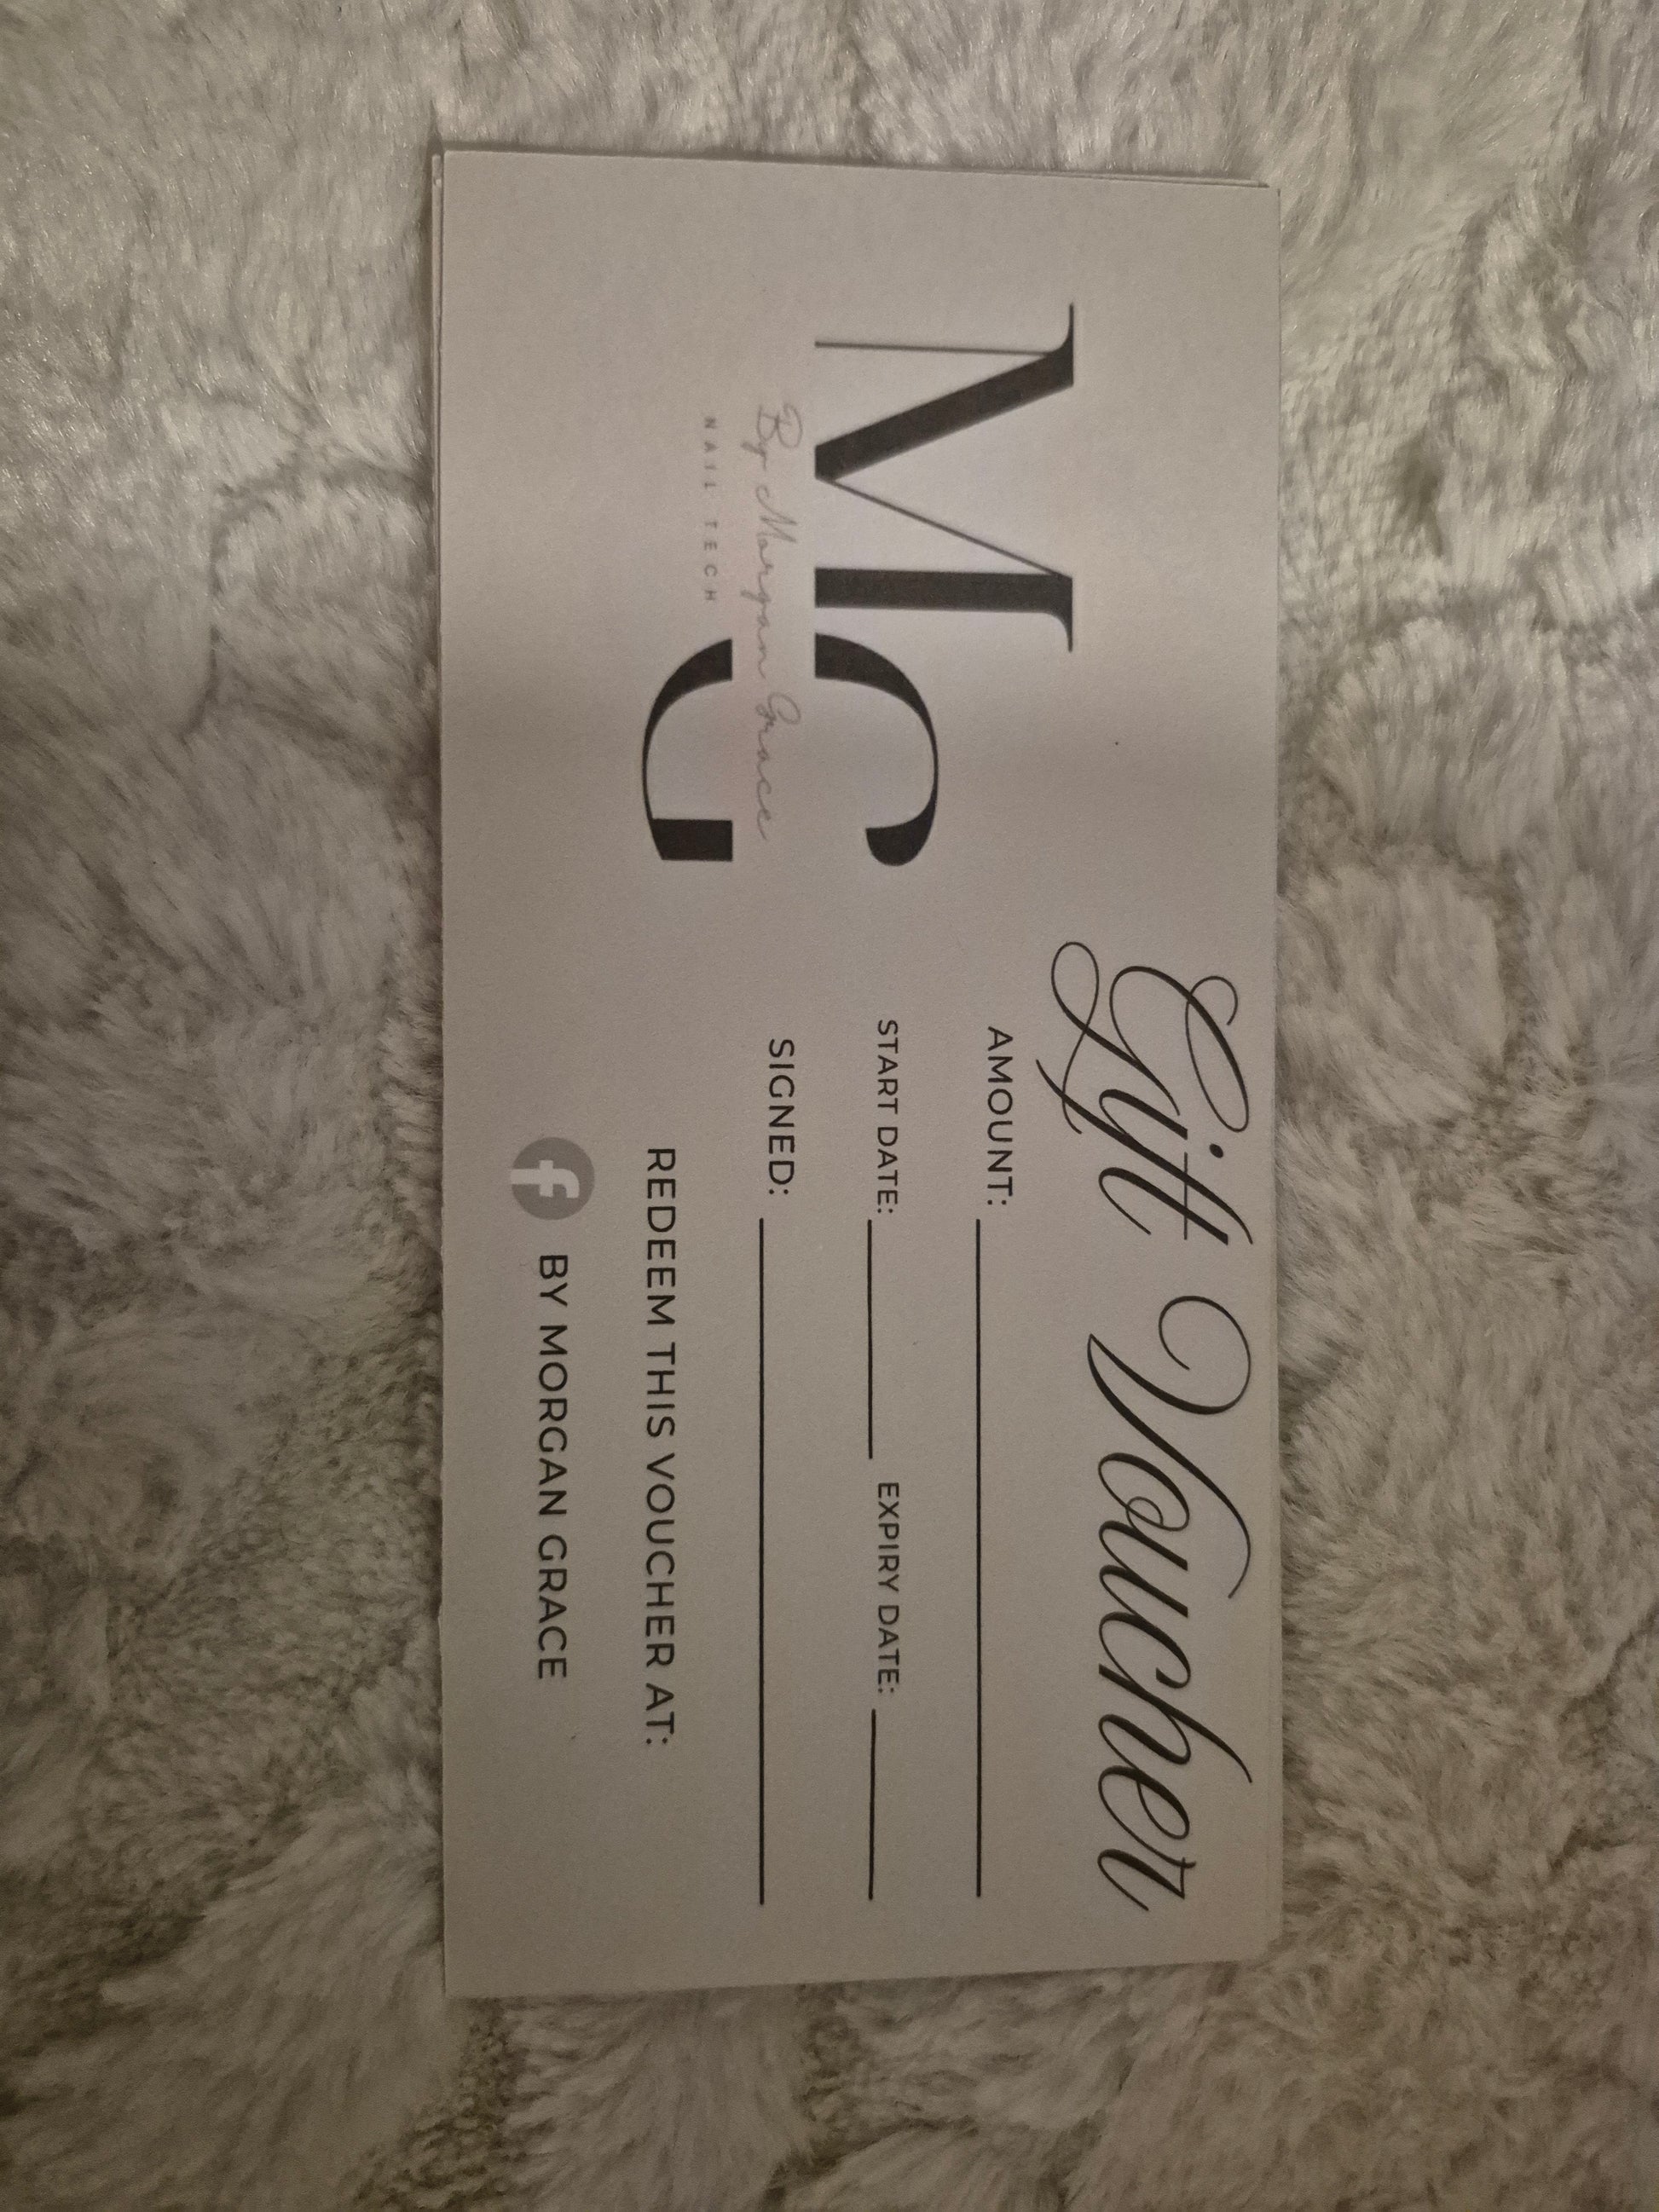 MG
By Morgan Grace
NAIL TECH
Gift Voucher
AMOUNT:
START DATE: EXPIRY DATE:
SIGNED:
REDEEM THIS VOUCHER AT:
f BY MORGAN GRACE